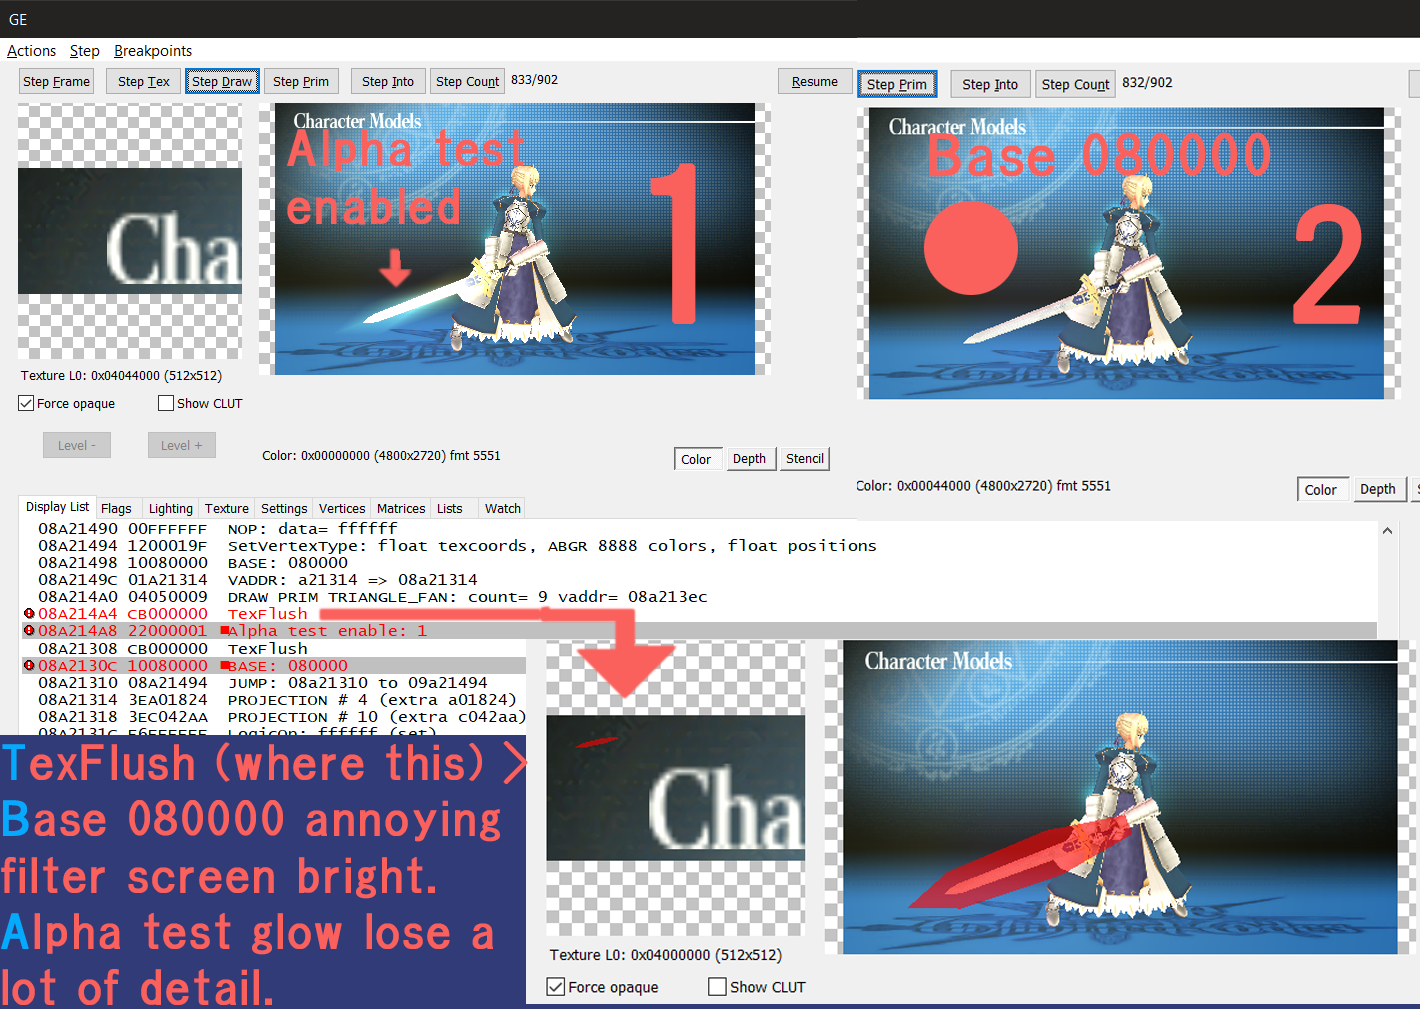 GE
Actions Step Breakpoints
Step Frame Step Tex Step Draw Step Prim Step Into Step Count 833/902 Resume
Step Prim Step Into Step Count 832/902
Character Models
Alpha test
enabled
1
Character Models
Base 080000
2
Cha
Texture L0: 0x04044000 (512x512)
Force opaque Show CLUT
Level - Level +
Color: 0x00000000 (4800x2720) fmt 5551
Color Depth Stencil
Color: 0x00044000 (4800x2720) fmt 5551
Color Depth S
Display List Flags Lighting Texture Settings Vertices Matrices Lists Watch
08A21490 00FFFFFF NOP: data= ffffff
08A21494 1200019F SetVertexType: float texcoords, ABGR 8888 colors, float positions
08A21498 10080000 BASE: 080000
08A2149C 01A21314 VADDR: a21314 => 08a21314
08A214A0 04050009 DRAW PRIM TRIANGLE_FAN: count= 9 vaddr= 08a213ec
08A214A4 CB000000 TexFlush
08A214A8 22000001 Alpha test enable: 1
08A21308 CB000000 TexFlush
08A2130C 10080000 BASE: 080000
08A21310 08A21494 JUMP: 08a21310 to 09a21494
08A21314 3EA01824 PROJECTION # 4 (extra a01824)
08A21318 3EC042AA PROJECTION # 10 (extra c042aa)
08A2131C E6FFFFFF LogicOp: ffffff (set)
TexFlush (where this) >
Base 080000 annoying
filter screen bright.
Alpha test glow lose a
lot of detail.
Cha
Character Models
Texture L0: 0x04000000 (512x512)
Force opaque Show CLUT